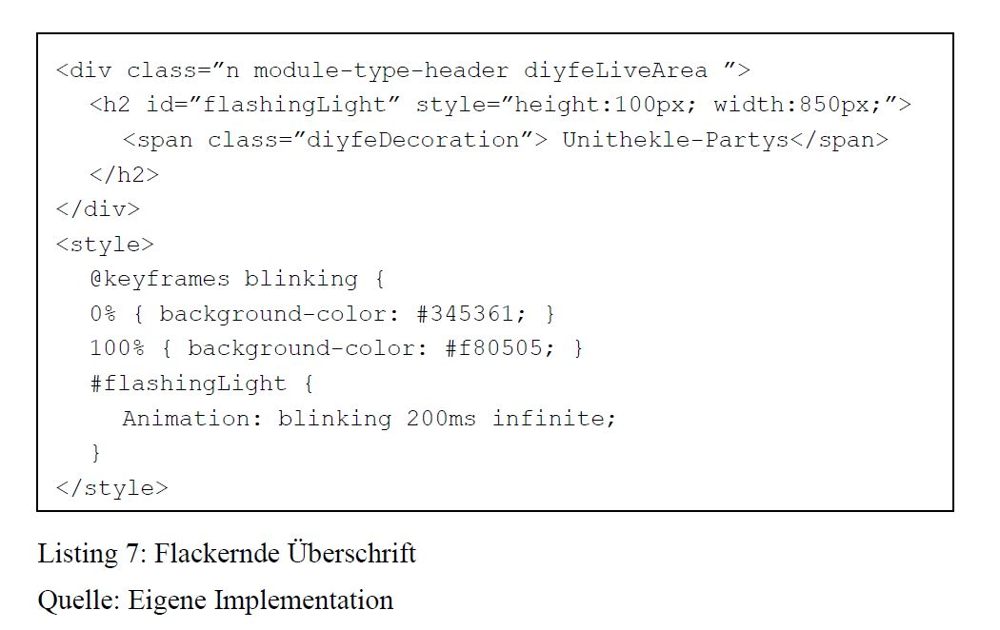 <div class=”n module-type-header diyfeLiveArea ”>
<h2 id=”flashingLight” style=”height:100px; width:850px;”>
<span class=”diyfeDecoration”> Unithekle-Partys</span>
</h2>
</div>
<style>
@keyframes blinking {
0% { background-color: #345361; }
100% { background-color: #f80505; }
#flashingLight {
Animation: blinking 200ms infinite;
}
</style>
Listing 7: Flackernde Überschrift
Quelle: Eigene Implementation